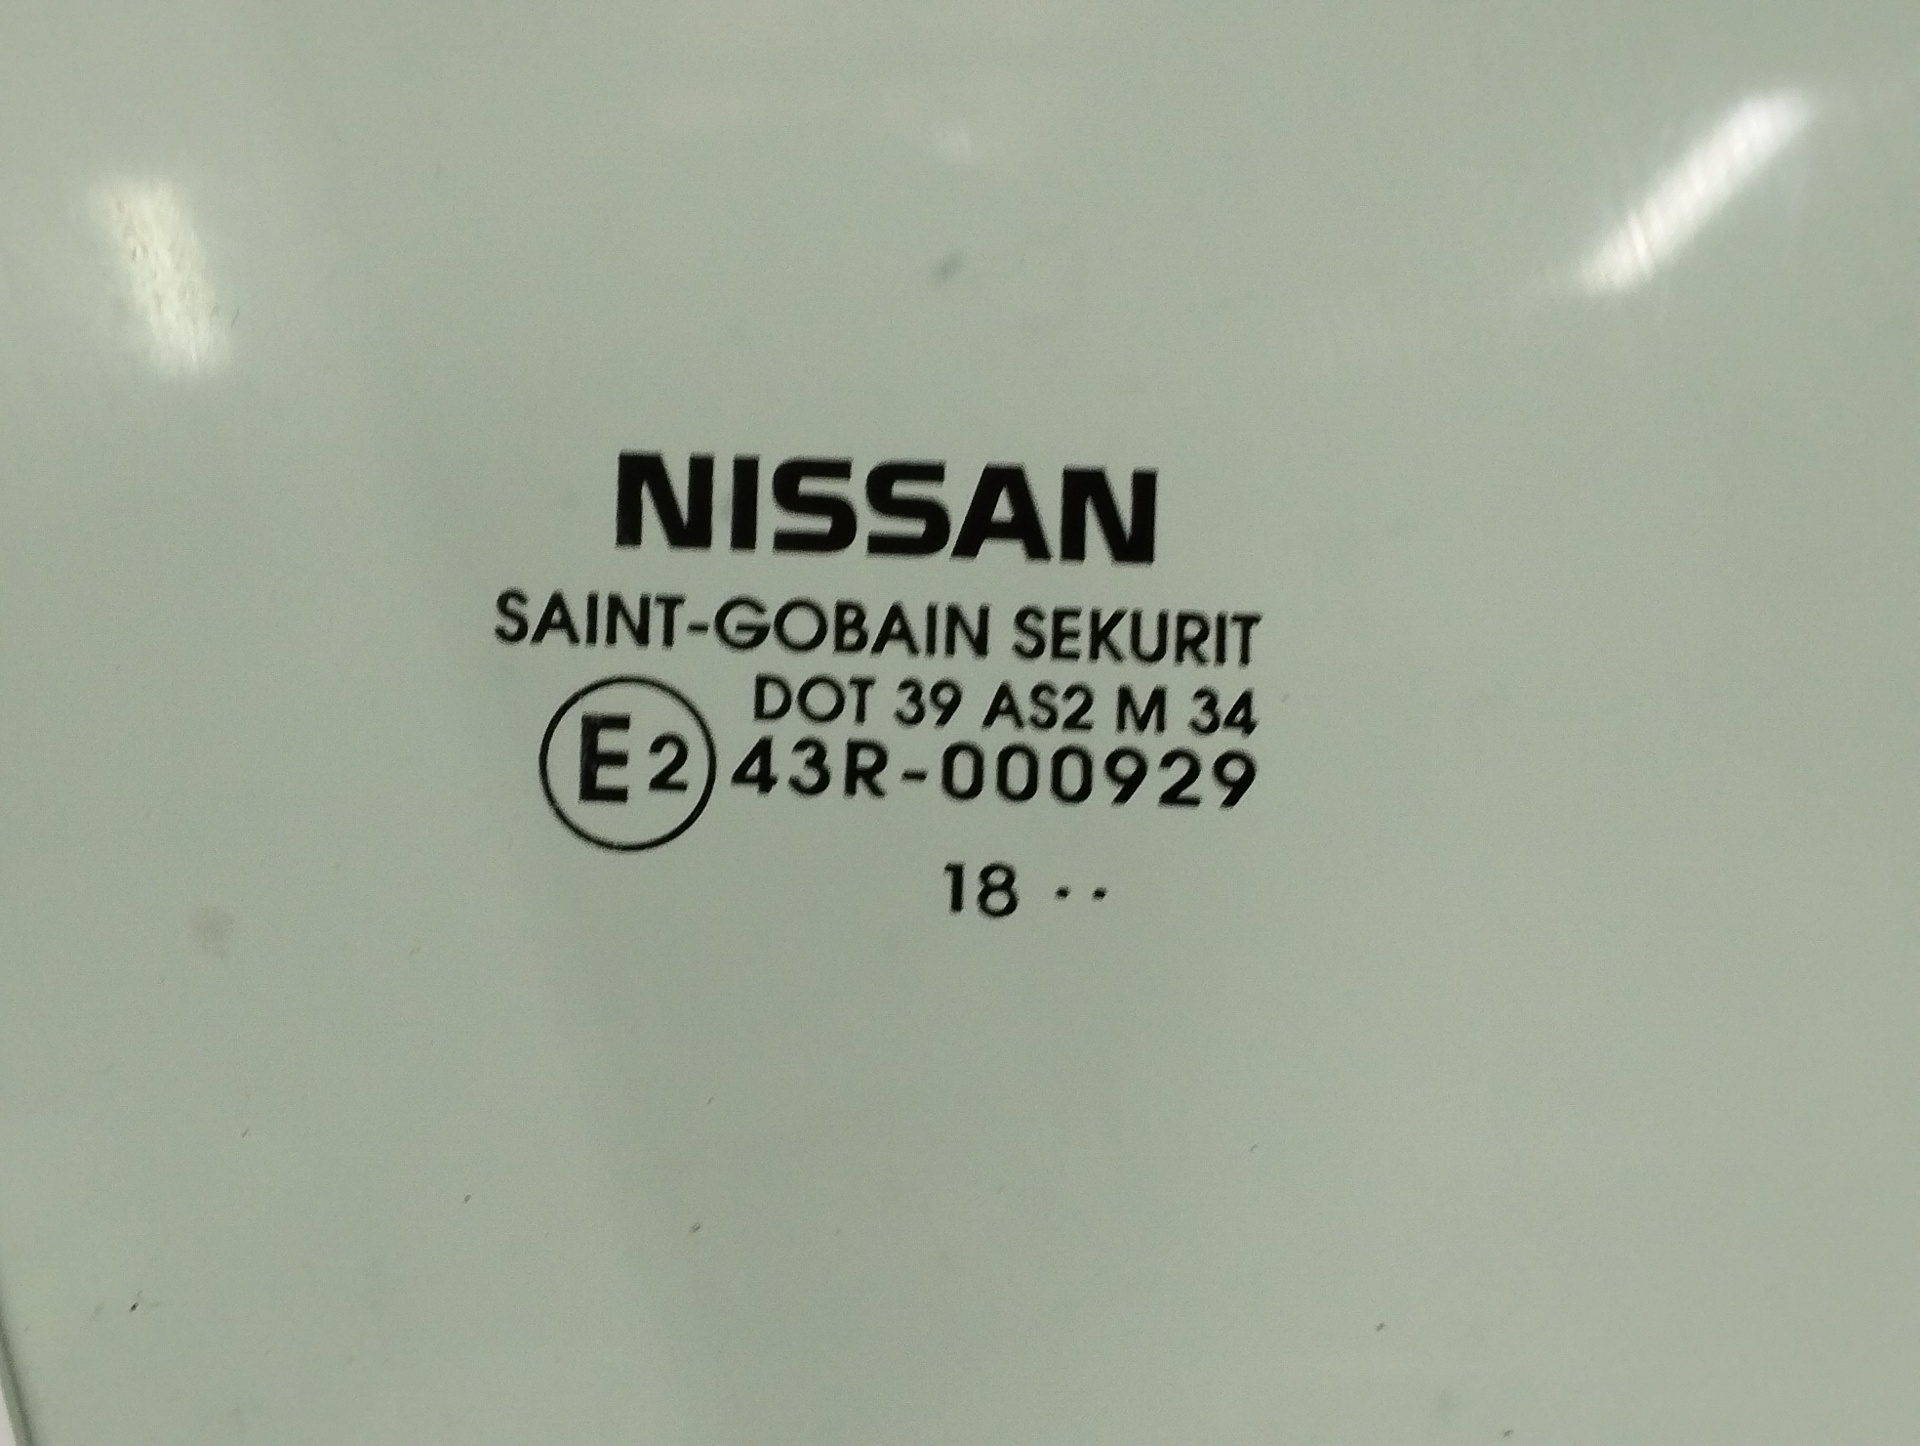 NISSAN
SAINT-GOBAIN SEKURIT
DOT 39 AS2 M 34
E2 43R-000929
18 ··